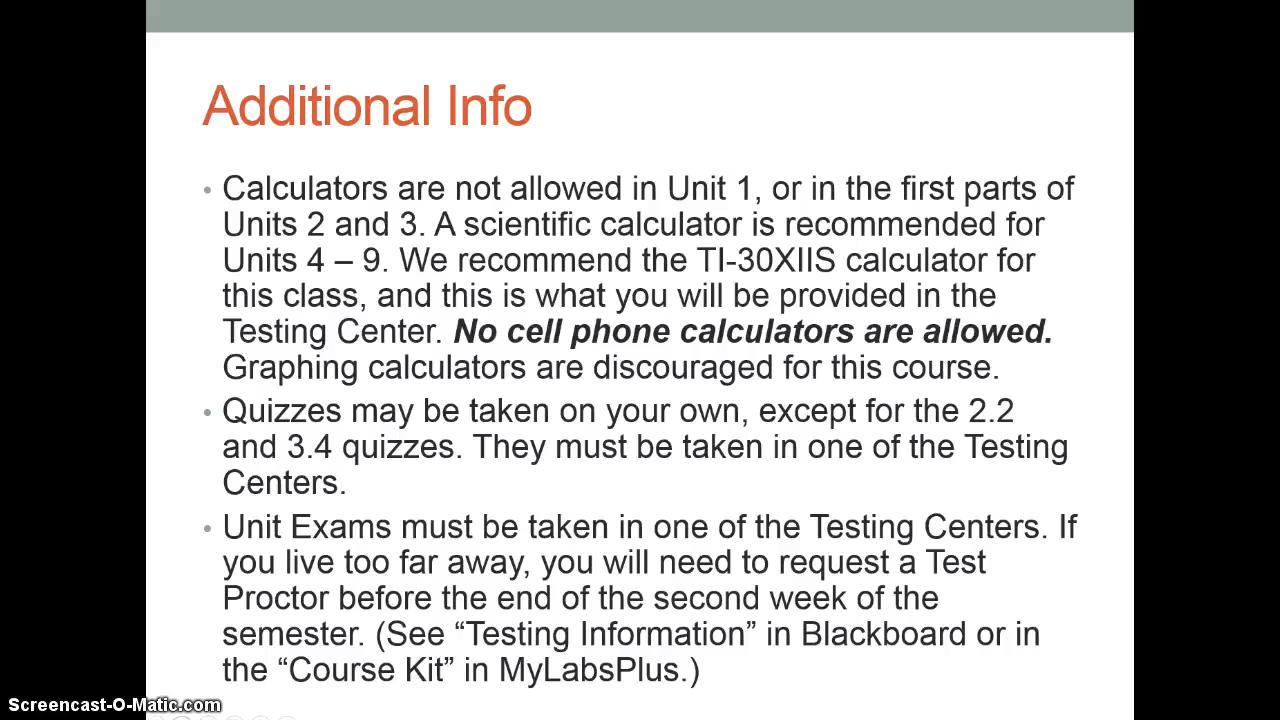 Additional Info
• Calculators are not allowed in Unit 1, or in the first parts of
Units 2 and 3. A scientific calculator is recommended for
Units 4 – 9. We recommend the TI-30XIIS calculator for
this class, and this is what you will be provided in the
Testing Center. No cell phone calculators are allowed.
Graphing calculators are discouraged for this course.
• Quizzes may be taken on your own, except for the 2.2
and 3.4 quizzes. They must be taken in one of the Testing
Centers.
• Unit Exams must be taken in one of the Testing Centers. If
you live too far away, you will need to request a Test
Proctor before the end of the second week of the
semester. (See “Testing Information” in Blackboard or in
the “Course Kit” in MyLabsPlus.)
Screencast-O-Matic.com